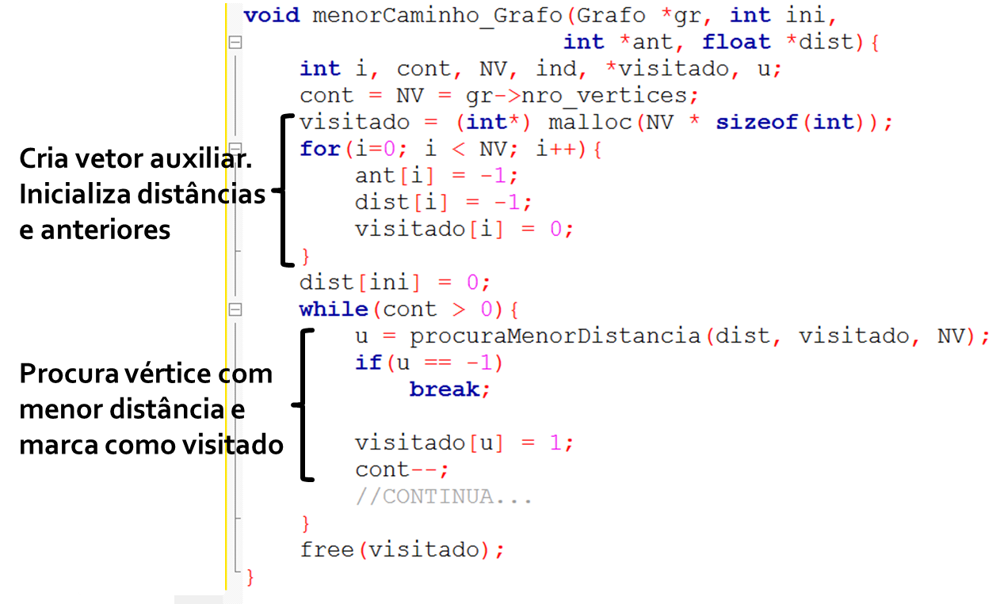 void menorCaminho_Grafo(Grafo *gr, int ini,
int *ant, float *dist){
int i, cont, NV, ind, *visitado, u;
cont = NV = gr->nro_vertices;
visitado = (int*) malloc(NV * sizeof(int));
for(i=0; i < NV; i++){
ant[i] = -1;
dist[i] = -1;
visitado[i] = 0;
}
Cria vetor auxiliar.
Inicializa distâncias
e anteriores
dist[ini] = 0;
while(cont > 0){
u = procuraMenorDistancia(dist, visitado, NV);
if(u == -1)
break;
visitado[u] = 1;
cont--;
//CONTINUA...
}
Procura vértice com
menor distância e
marca como visitado
free(visitado);
}